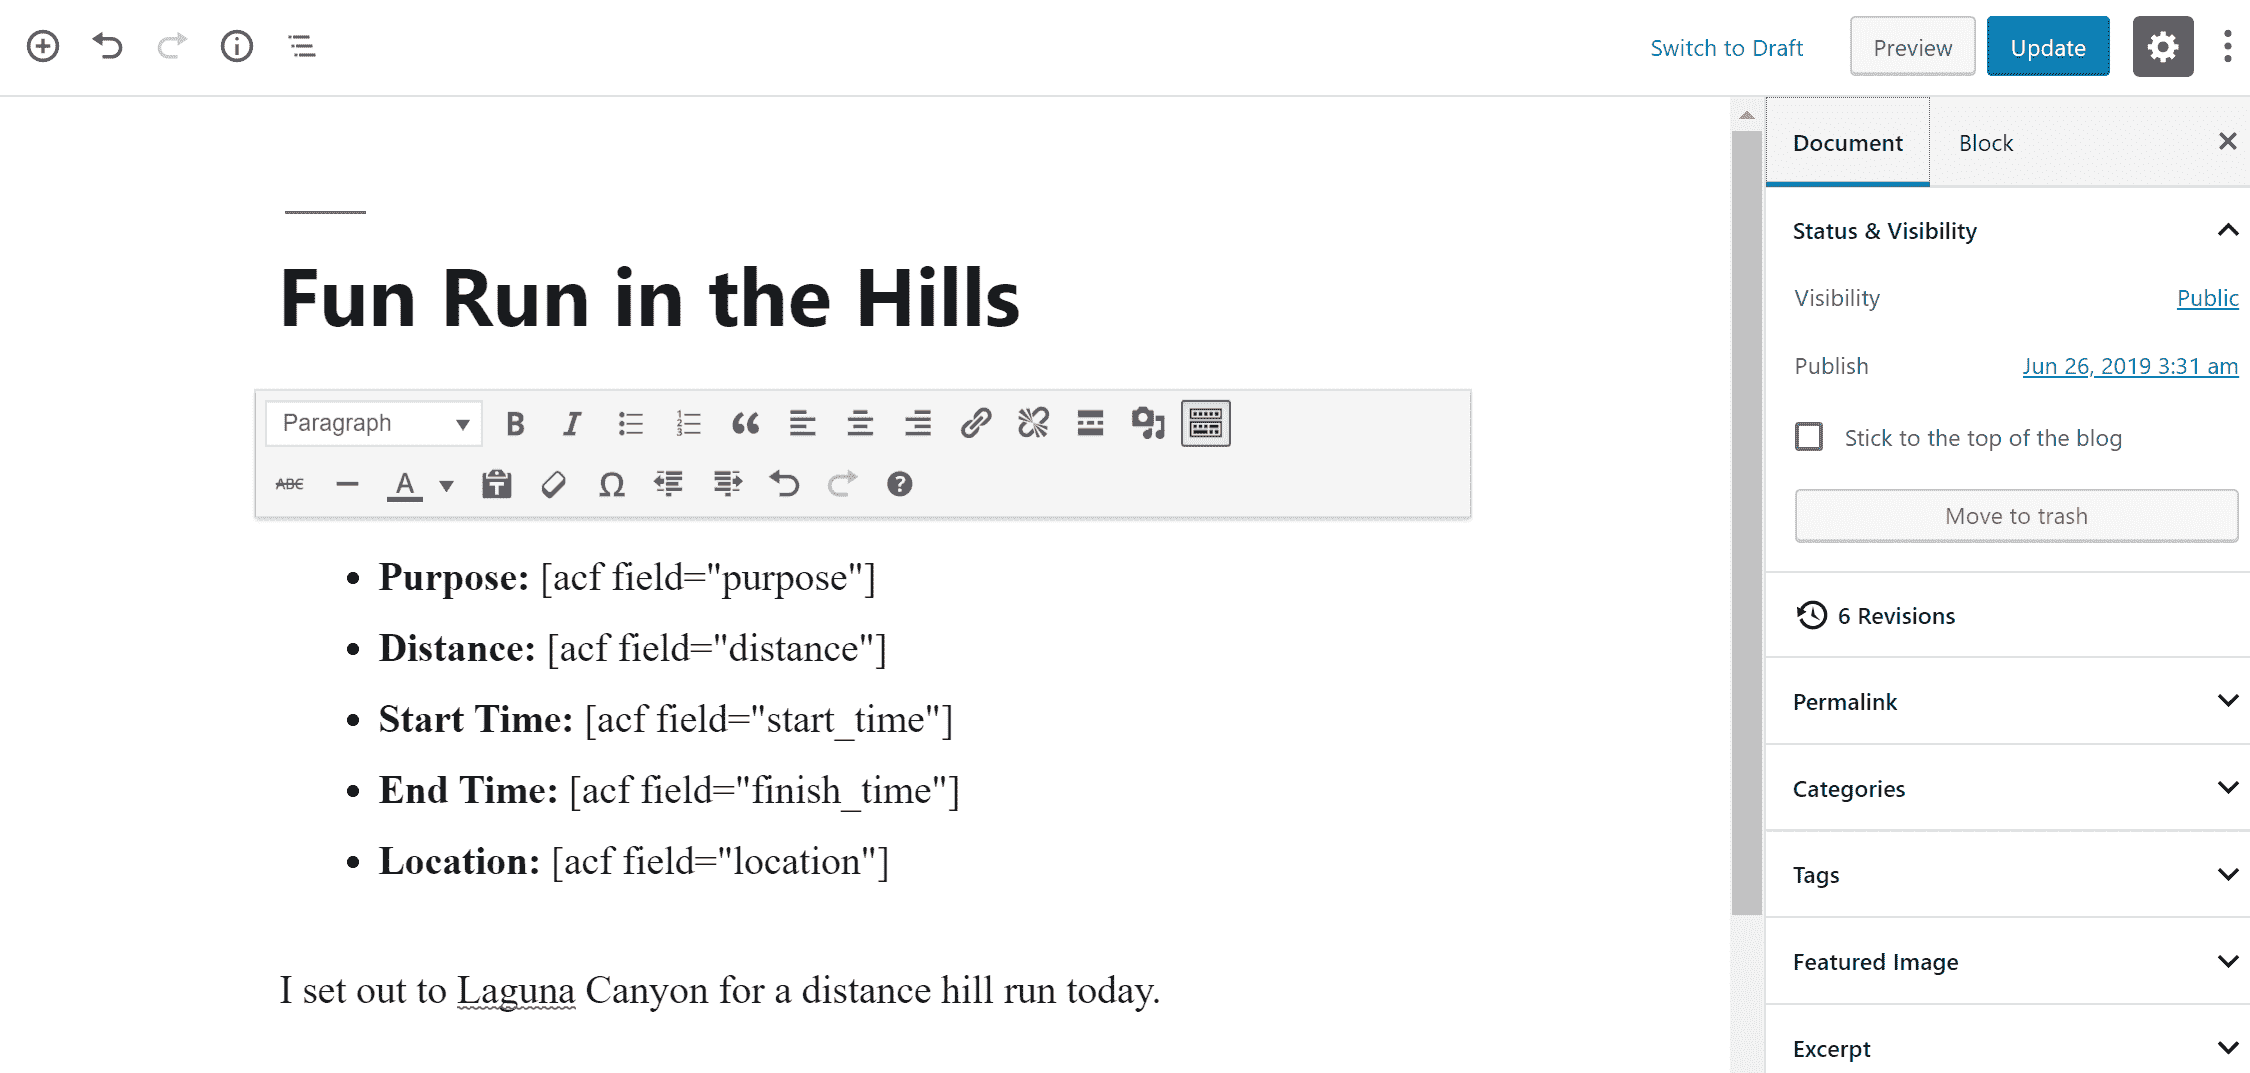 Switch to Draft Preview Update
Document Block
Fun Run in the Hills
Paragraph
ABC
• Purpose: [acf field="purpose"]
• Distance: [acf field="distance"]
• Start Time: [acf field="start_time"]
• End Time: [acf field="finish_time"]
• Location: [acf field="location"]
I set out to Laguna Canyon for a distance hill run today.
Status & Visibility
Visibility Public
Publish Jun 26, 2019 3:31 am
Stick to the top of the blog
Move to trash
6 Revisions
Permalink
Categories
Tags
Featured Image
Excerpt